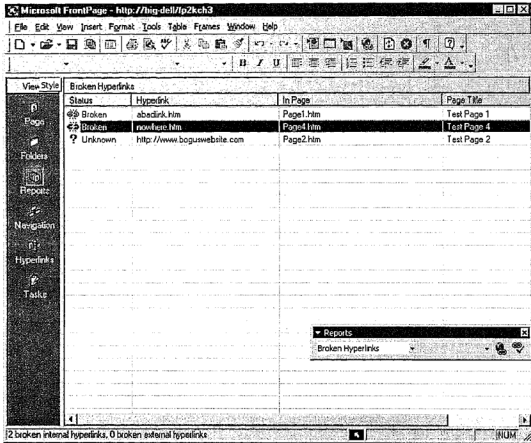 Microsoft FrontPage - http://big-dell/fp2kch3
File Edit View Insert Format Tools Table Frames Window Help
B I U A
View Style Broken Hyperlinks
Status Hyperlink In Page Page Title
Broken abadlink.htm Page1.htm Test Page 1
Broken nowhere.htm Page4.htm Test Page 4
? Unknown http://www.boguswebsite.com Page2.htm Test Page 2
Page
Folders
Reports
Navigation
Hyperlinks
Tasks
Reports
Broken Hyperlinks
2 broken internal hyperlinks, 0 broken external hyperlinks NUM